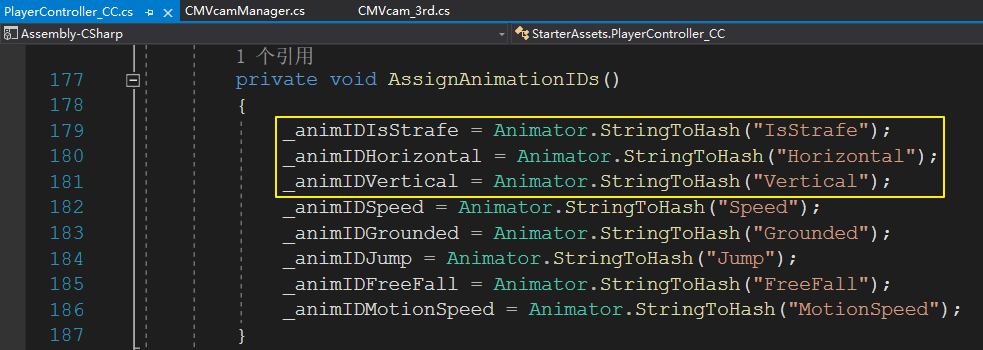 PlayerController_CC.cs CMVcamManager.cs CMVcam_3rd.cs
Assembly-CSharp StarterAssets.PlayerController_CC
1 个引用
177 private void AssignAnimationIDs()
178 {
179 _animIDIsStrafe = Animator.StringToHash("IsStrafe");
180 _animIDHorizontal = Animator.StringToHash("Horizontal");
181 _animIDVertical = Animator.StringToHash("Vertical");
182 _animIDSpeed = Animator.StringToHash("Speed");
183 _animIDGrounded = Animator.StringToHash("Grounded");
184 _animIDJump = Animator.StringToHash("Jump");
185 _animIDFreeFall = Animator.StringToHash("FreeFall");
186 _animIDMotionSpeed = Animator.StringToHash("MotionSpeed");
187 }